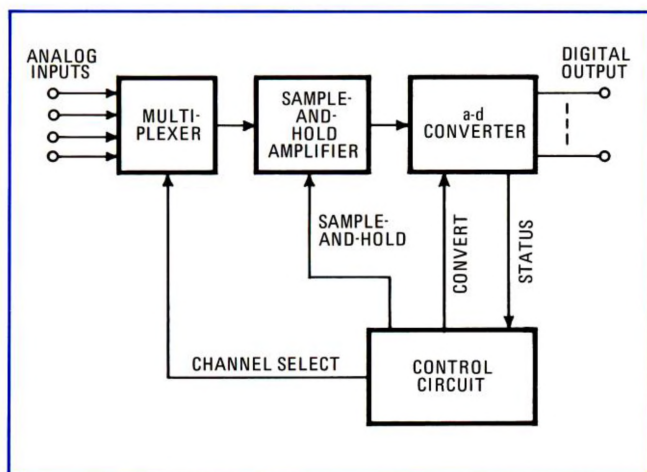 ANALOG
INPUTS
DIGITAL
OUTPUT
MULTI-
PLEXER
SAMPLE-
AND-
HOLD
AMPLIFIER
a-d
CONVERTER
SAMPLE-
AND-HOLD
CONVERT
STATUS
CHANNEL SELECT
CONTROL
CIRCUIT